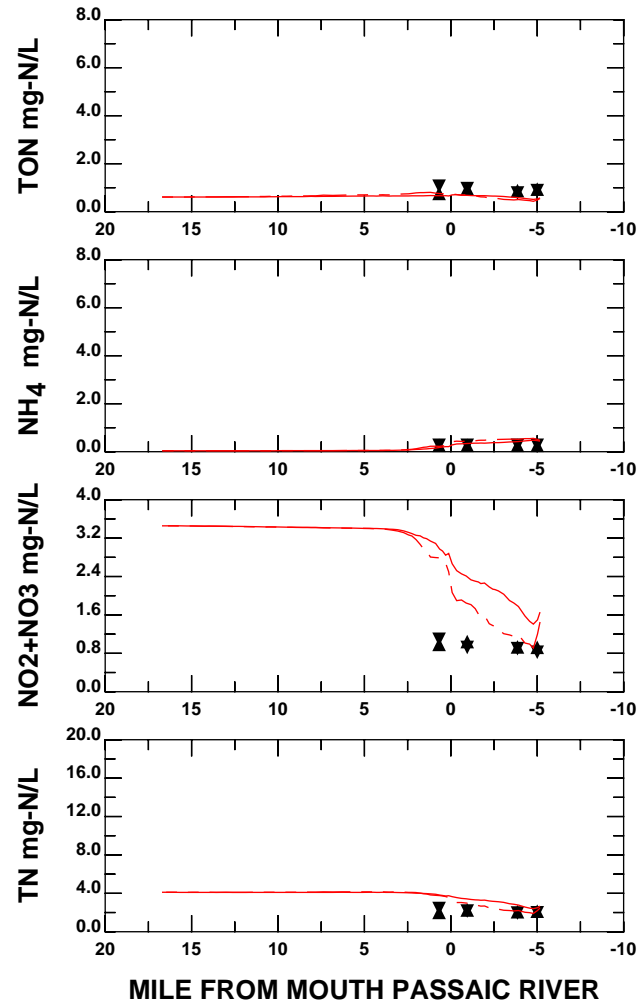 TON mg-N/L
8.0
6.0
4.0
2.0
0.0
20 15 10 5 0 -5 -10
NH4 mg-N/L
8.0
6.0
4.0
2.0
0.0
20 15 10 5 0 -5 -10
NO2+NO3 mg-N/L
4.0
3.2
2.4
1.6
0.8
0.0
20 15 10 5 0 -5 -10
TN mg-N/L
20.0
16.0
12.0
8.0
4.0
0.0
20 15 10 5 0 -5 -10
MILE FROM MOUTH PASSAIC RIVER